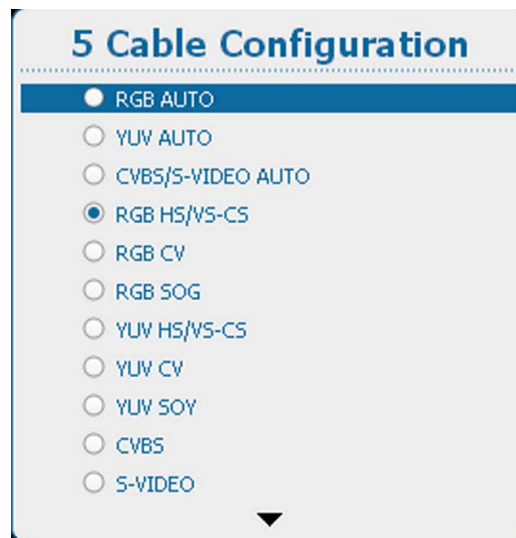 5 Cable Configuration
RGB AUTO
YUV AUTO
CVBS/S-VIDEO AUTO
RGB HS/VS-CS
RGB CV
RGB SOG
YUV HS/VS-CS
YUV CV
YUV SOY
CVBS
S-VIDEO